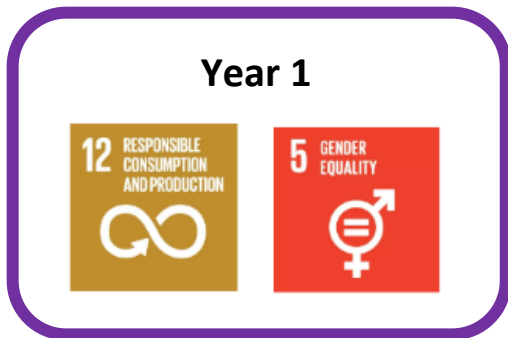 Year 1
12 RESPONSIBLE
CONSUMPTION
AND PRODUCTION
5 GENDER
EQUALITY